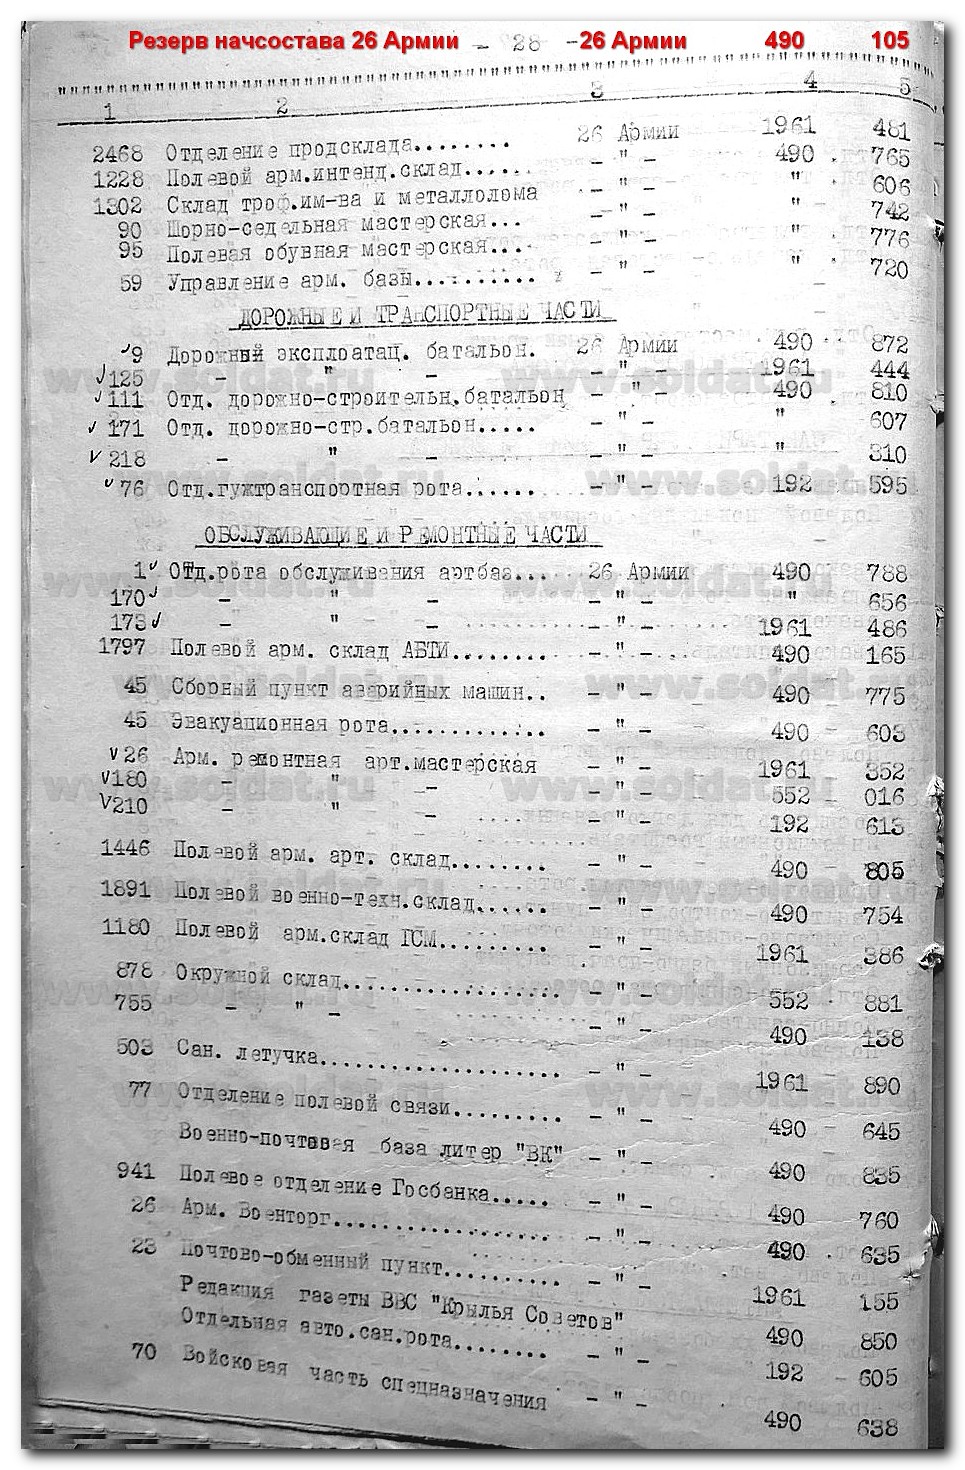 Резерв начсостава 26 Армии - 28 - 26 Армии 490 105
1 2 3 4 5
2468 Отделение продсклада........ 26 Армии 1961 481
1228 Полевой арм.интенд.склад...... - " - 490 765
1302 Склад троф.им-ва и металлолома - " - " 606
90 Шорно-седельная мастерская... - " - " 742
95 Полевая обувная мастерская... - " - " 776
59 Управление арм. базы.......... - " - " 720
ДОРОЖНЫЕ И ТРАНСПОРТНЫЕ ЧАСТИ
9 Дорожный эксплоатац. батальон. 26 Армии 490 872
125 - " - - " - 1961 444
111 Отд. дорожно-строительн.батальон - " - 490 810
171 Отд. дорожно-стр.батальон..... - " - " 607
218 - " - - " - " 310
76 Отд.гужтранспортная рота...... - " - 192 595
ОБСЛУЖИВАЮЩИЕ И РЕМОНТНЫЕ ЧАСТИ
1 Отд.рота обслуживания артбаз... 26 Армии 490 788
170 - " - - " - " 656
173 - " - - " - 1961 486
1797 Полевой арм. склад АБТИ........ - " - 490 165
45 Сборный пункт аварийных машин.. - " - 490 775
45 Эвакуационная рота............. - " - 490 603
26 Арм. ремонтная арт.мастерская - " - 1961 352
180 - " - - " - 552 016
210 - " - - " - 192 613
1446 Полевой арм. арт. склад........ - " - 490 805
1891 Полевой военно-техн.склад...... - " - 490 754
1180 Полевой арм.склад ГСМ......... - " - 1961 386
878 Окружной склад................... - " - 552 881
755 - " - - " - 490 138
503 Сан. летучка..................... - " - 1961 890
77 Отделение полевой связи......... - " - 490 645
Военно-почтовая база литер "ВК" - " - 490 835
941 Полевое отделение Госбанка..... - " - 490 760
26 Арм. Военторг.................. - " - 490 635
23 Почтово-обменный пункт.......... - " - 1961 155
Редакция газеты ВВС "Крылья Советов" 490 850
Отдельная авто.сан.рота........ - " - 192 605
70 Войсковая часть спецназначения - " - 490 638
www.soldat.ru